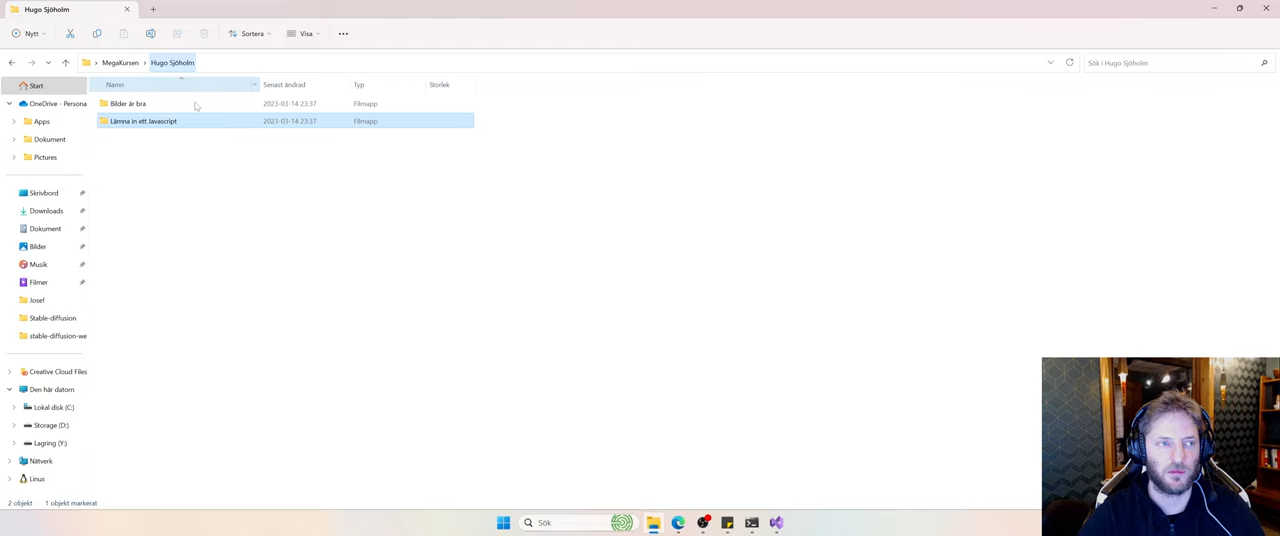 Hugo Sjöholm
Nytt
Sortera
Visa
MegaKursen
Hugo Sjöholm
Sök i Hugo Sjöholm
Namn
Senast ändrad
Typ
Storlek
Bilder är bra
2023-03-14 23:37
Filmapp
Lämna in ett Javascript
2023-03-14 23:37
Filmapp
Start
OneDrive - Persona
Apps
Dokument
Pictures
Skrivbord
Downloads
Dokument
Bilder
Musik
Filmer
Josef
Stable-diffusion
stable-diffusion-we
Creative Cloud Files
Den här datorn
Lokal disk (C:)
Storage (D:)
Lagring (Y:)
Nätverk
Linux
2 objekt
1 objekt markerat
Sök